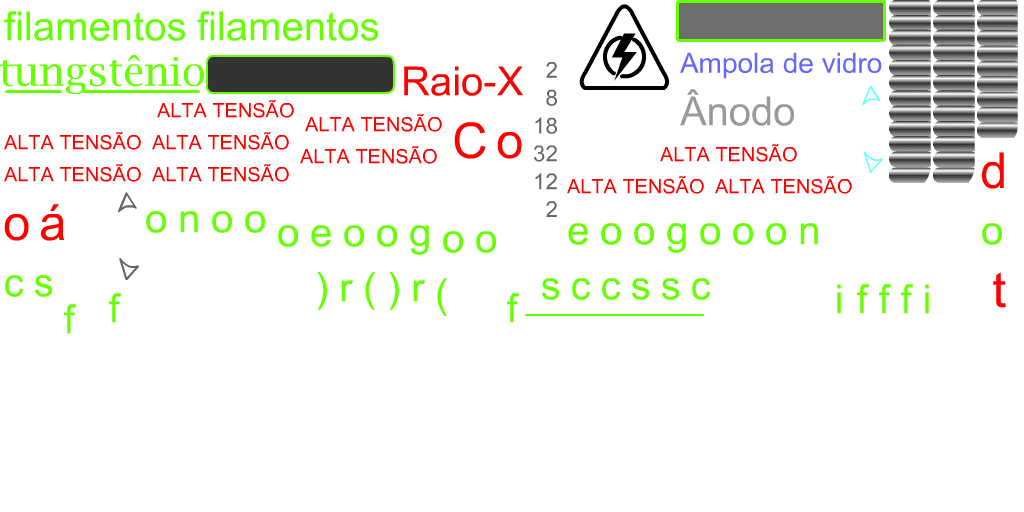 filamentos filamentos
tungstênio
Raio-X
2
8
18
32
12
2
Ampola de vidro
Ânodo
ALTA TENSÃO
ALTA TENSÃO
ALTA TENSÃO ALTA TENSÃO
ALTA TENSÃO
ALTA TENSÃO ALTA TENSÃO
C o
ALTA TENSÃO
ALTA TENSÃO ALTA TENSÃO
d
o á
o n o o
o e o o g o o
e o o g o o o n
o
c s
f
f
) r ( ) r (
f
s c c s s c
i f f f i
t